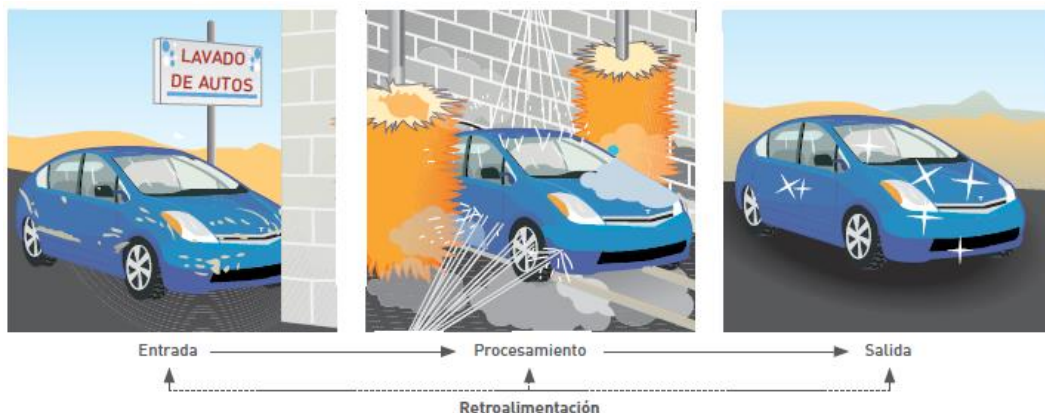 LAVADO
DE AUTOS
Entrada
Procesamiento
Salida
Retroalimentación